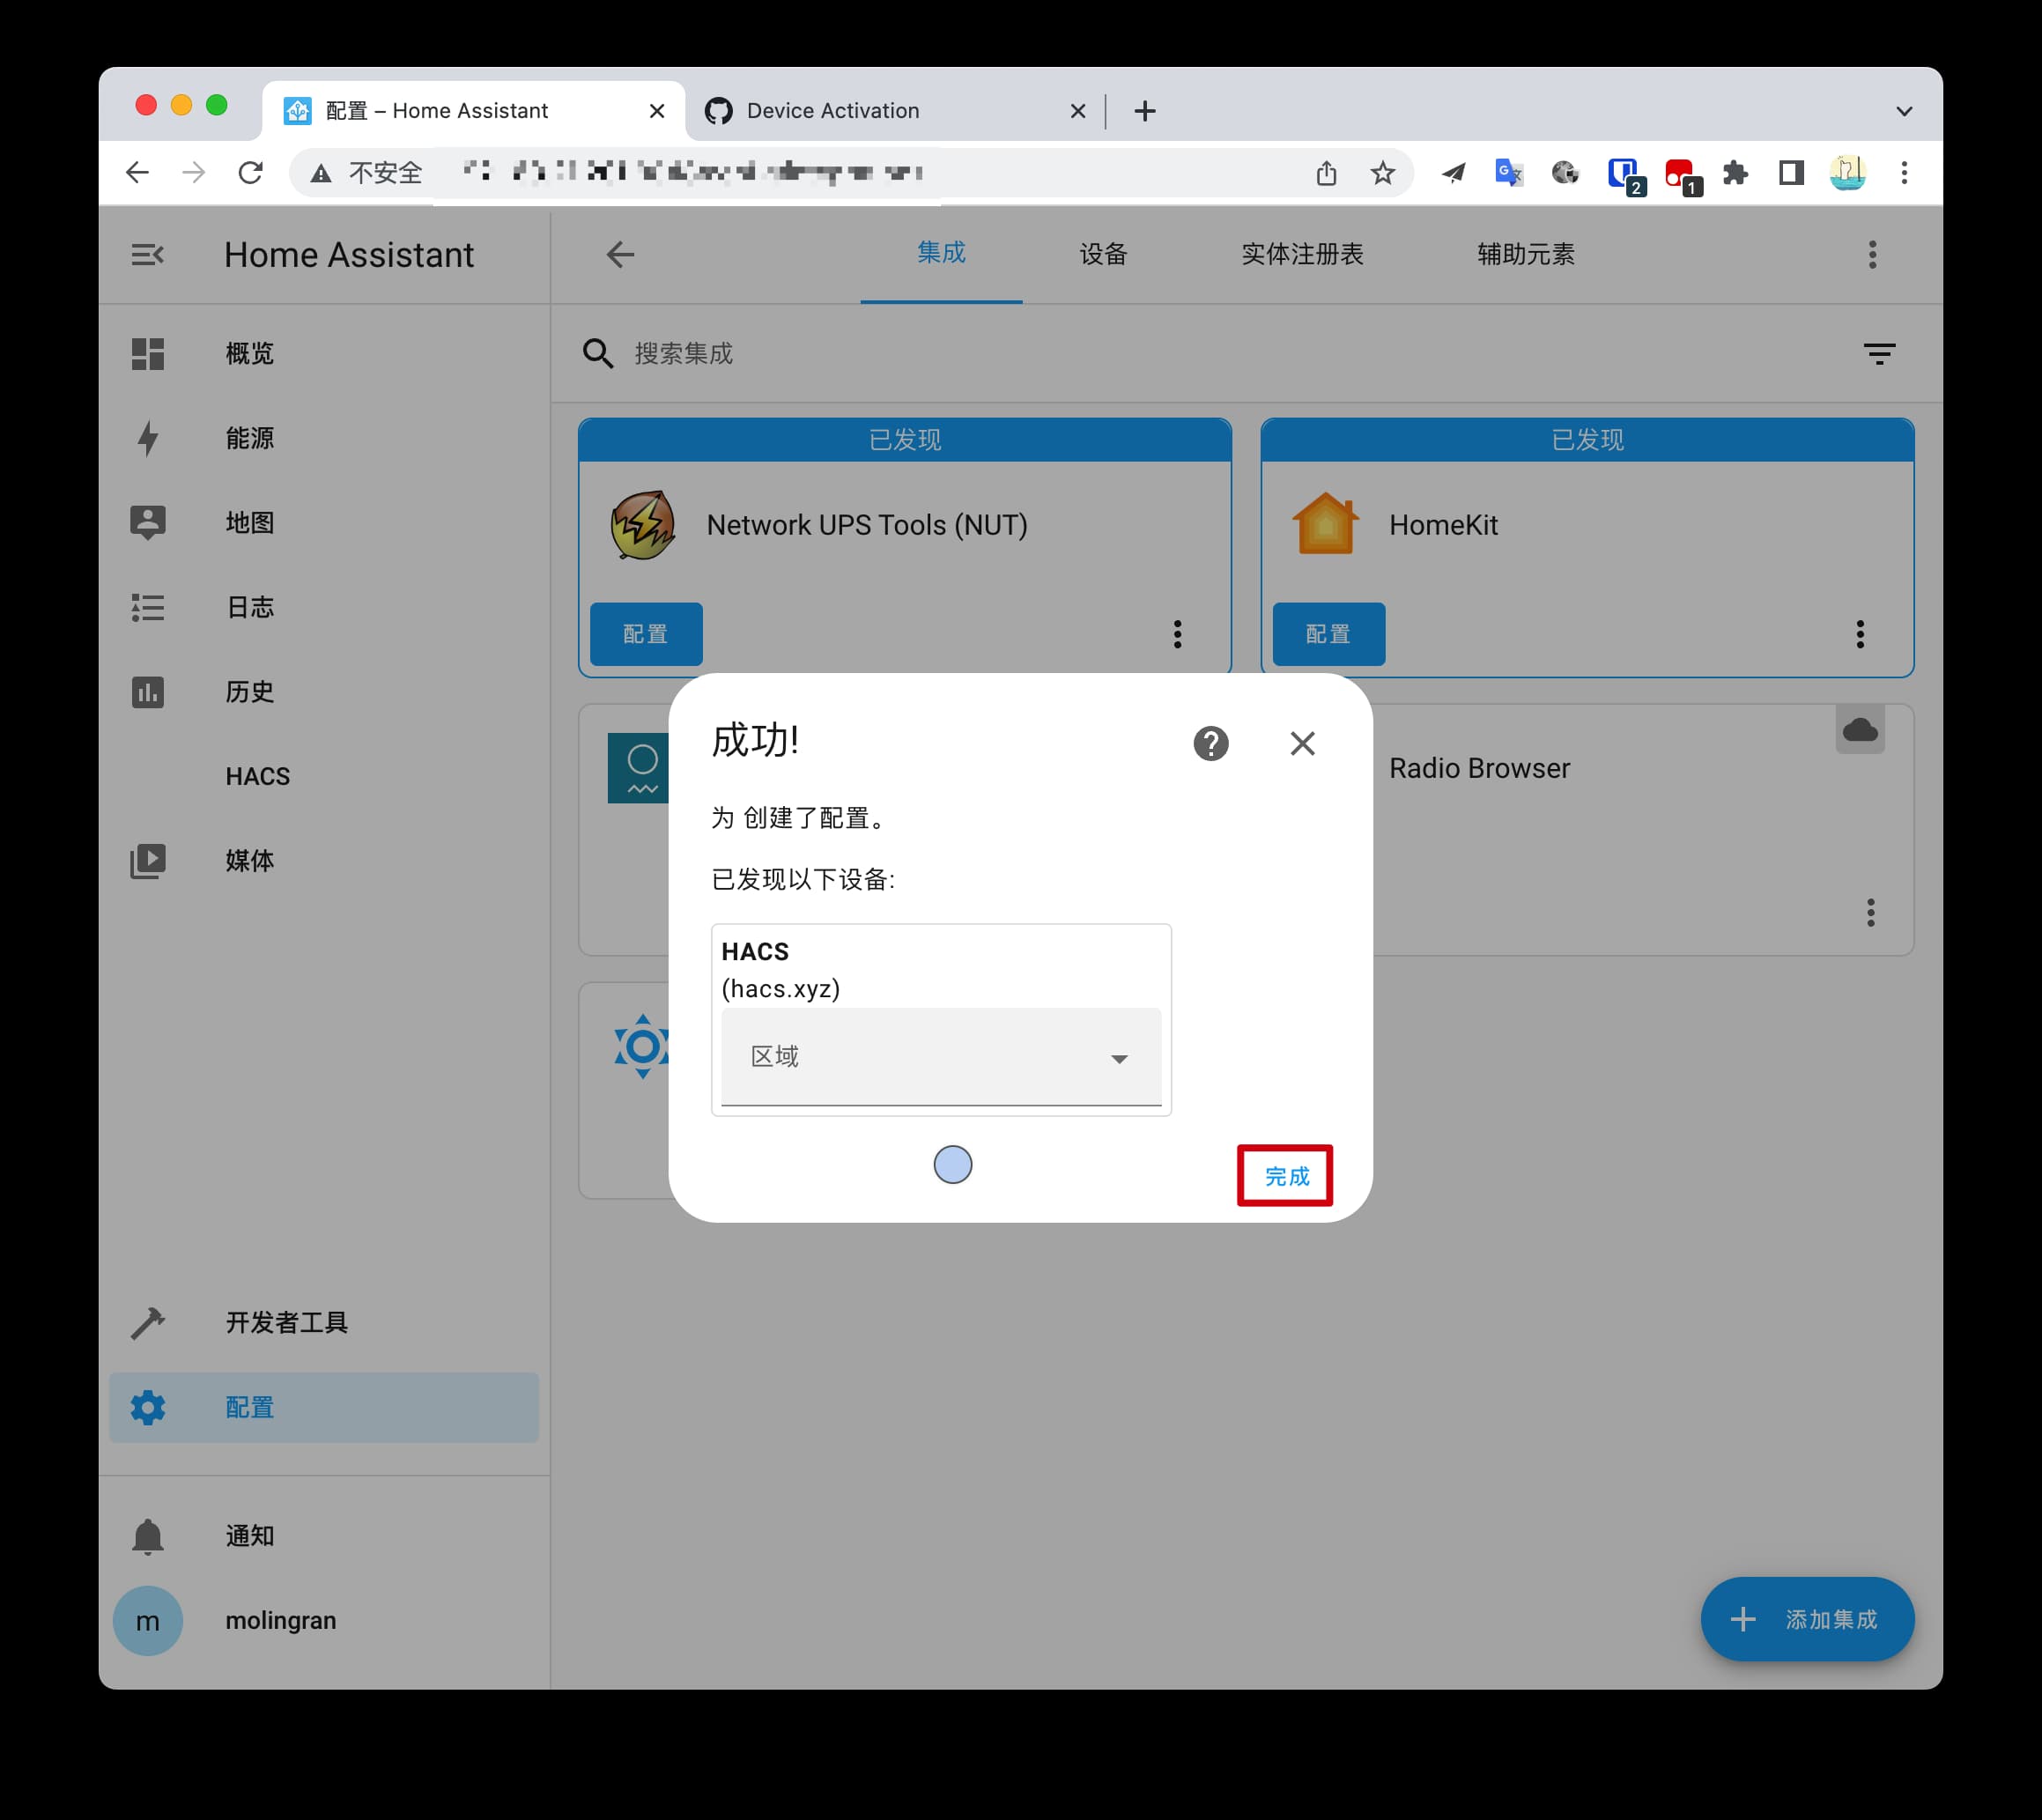 配置 – Home Assistant
Device Activation
不安全
2
1
Home Assistant
集成
设备
实体注册表
辅助元素
概览
能源
地图
日志
历史
HACS
媒体
开发者工具
配置
通知
m
molingran
搜索集成
已发现
Network UPS Tools (NUT)
配置
已发现
HomeKit
配置
Radio Browser
成功!
为 创建了配置。
已发现以下设备:
HACS
(hacs.xyz)
区域
完成
添加集成